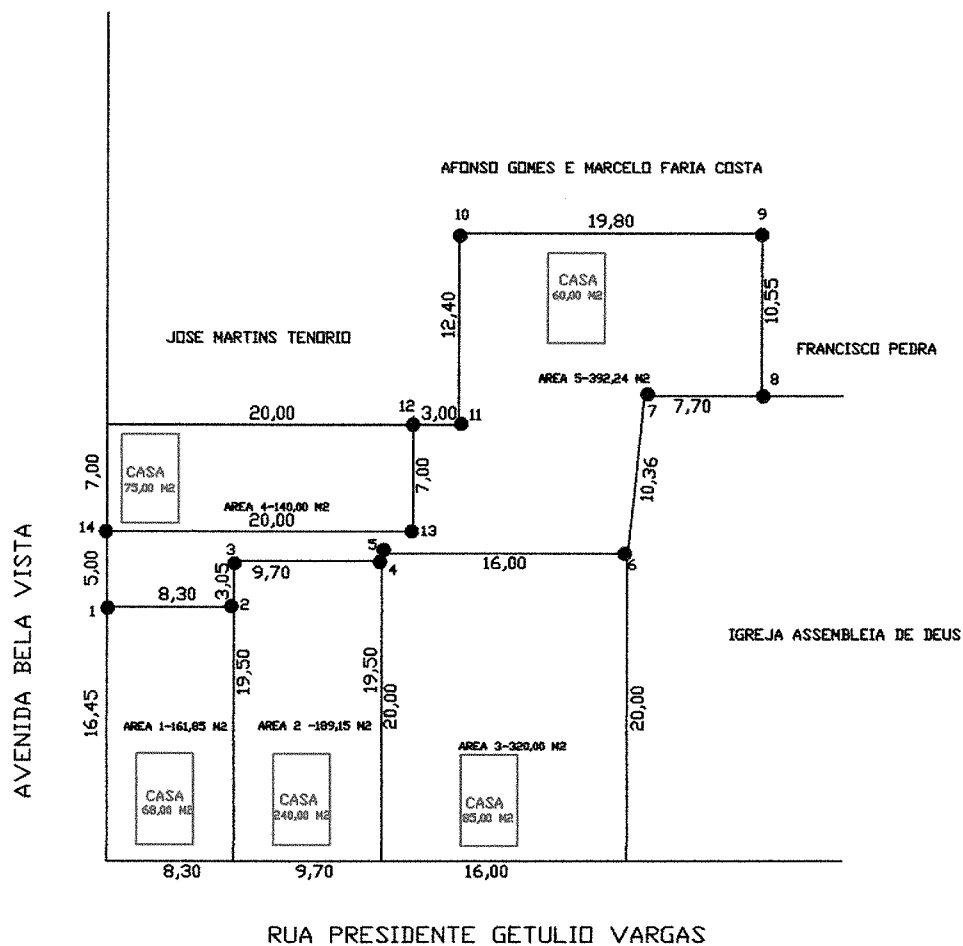 AFONSO GOMES E MARCELO FARIA COSTA
10
9
19,80
CASA
60,00 M2
12,40
10,55
JOSE MARTINS TENORIO
FRANCISCO PEDRA
AREA 5-392,24 M2
8
7
7,70
20,00
12
3,00
11
7,00
CASA
75,00 M2
7,00
10,36
AREA 4-140,00 M2
20,00
14
13
5
3
9,70
4
16,00
6
5,00
8,30
3,05
1
2
IGREJA ASSEMBLEIA DE DEUS
AVENIDA BELA VISTA
16,45
19,50
19,50
20,00
20,00
AREA 1-161,85 M2
AREA 2 -189,15 M2
AREA 3-320,00 M2
CASA
68,00 M2
CASA
240,00 M2
CASA
85,00 M2
8,30
9,70
16,00
RUA PRESIDENTE GETULIO VARGAS